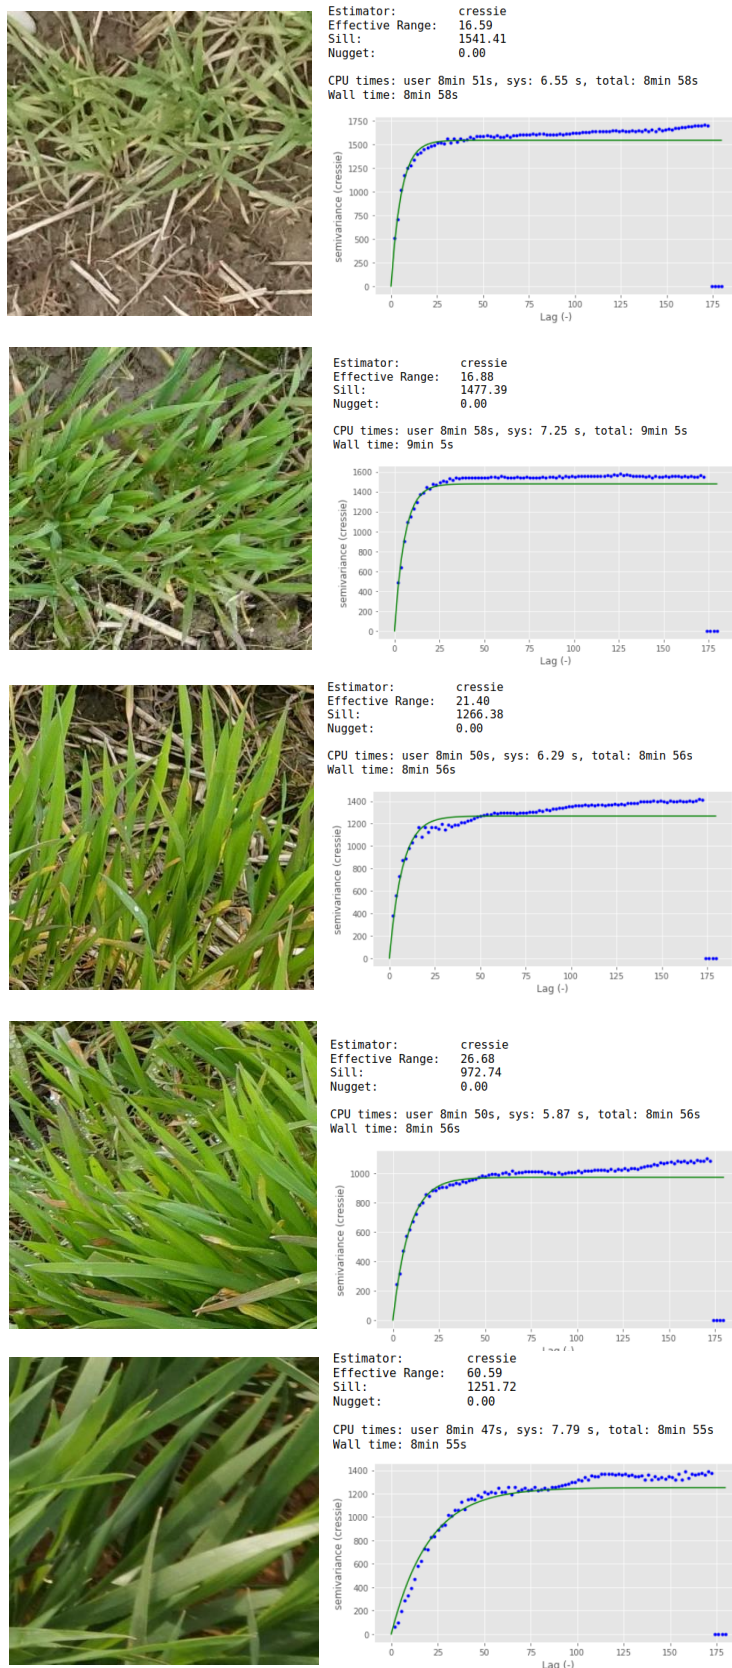 Estimator: cressie
Effective Range: 16.59
Sill: 1541.41
Nugget: 0.00
CPU times: user 8min 51s, sys: 6.55 s, total: 8min 58s
Wall time: 8min 58s
1750
1500
1250
1000
750
500
250
0
semivariance (cressie)
0 25 50 75 100 125 150 175
Lag (-)
Estimator: cressie
Effective Range: 16.88
Sill: 1477.39
Nugget: 0.00
CPU times: user 8min 58s, sys: 7.25 s, total: 9min 5s
Wall time: 9min 5s
1600
1400
1200
1000
800
600
400
200
0
semivariance (cressie)
0 25 50 75 100 125 150 175
Lag (-)
Estimator: cressie
Effective Range: 21.40
Sill: 1266.38
Nugget: 0.00
CPU times: user 8min 50s, sys: 6.29 s, total: 8min 56s
Wall time: 8min 56s
1400
1200
1000
800
600
400
200
0
semivariance (cressie)
0 25 50 75 100 125 150 175
Lag (-)
Estimator: cressie
Effective Range: 26.68
Sill: 972.74
Nugget: 0.00
CPU times: user 8min 50s, sys: 5.87 s, total: 8min 56s
Wall time: 8min 56s
1000
800
600
400
200
0
semivariance (cressie)
0 25 50 75 100 125 150 175
Lag (-)
Estimator: cressie
Effective Range: 60.59
Sill: 1251.72
Nugget: 0.00
CPU times: user 8min 47s, sys: 7.79 s, total: 8min 55s
Wall time: 8min 55s
1400
1200
1000
800
600
400
200
0
semivariance (cressie)
0 25 50 75 100 125 150 175
Lag (-)